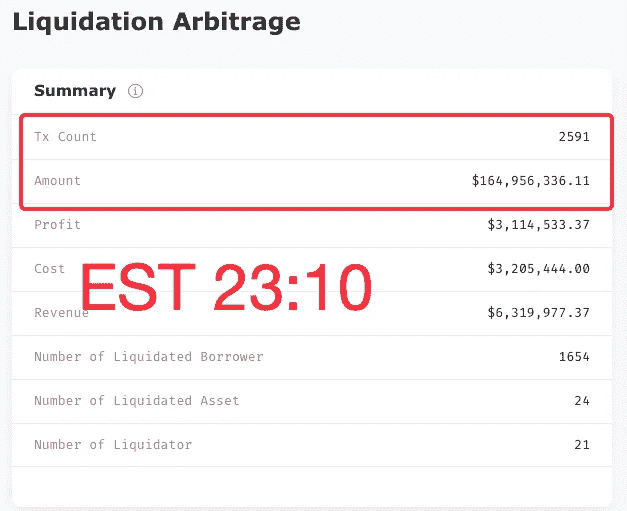 Liquidation Arbitrage
Summary
Tx Count 2591
Amount $164,956,336.11
Profit $3,114,533.37
Cost $3,205,444.00
EST 23:10
Revenue $6,319,977.37
Number of Liquidated Borrower 1654
Number of Liquidated Asset 24
Number of Liquidator 21